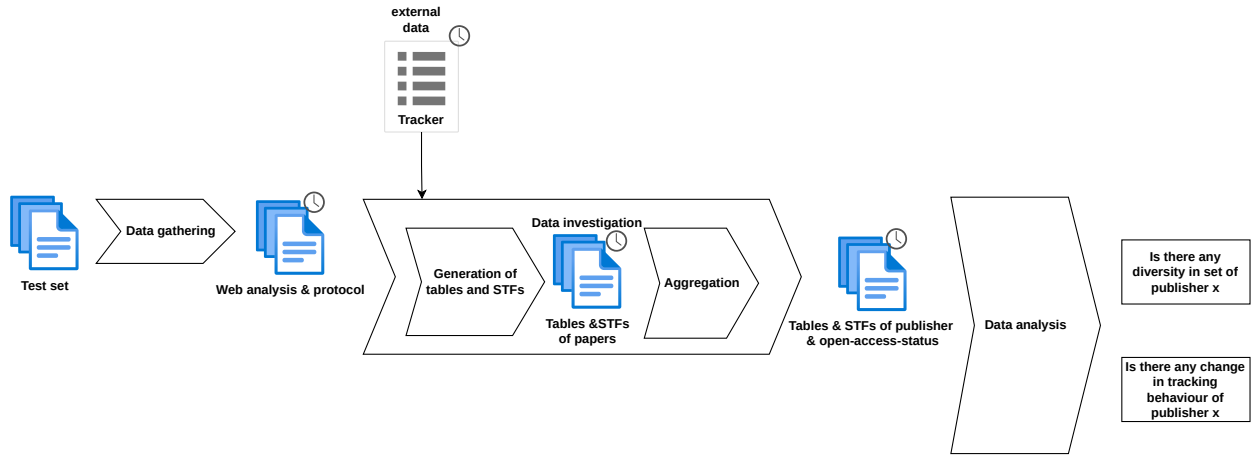 external
data
Tracker
Test set
Data gathering
Web analysis & protocol
Data investigation
Generation of
tables and STFs
Tables &STFs
of papers
Aggregation
Tables & STFs of publisher
& open-access-status
Data analysis
Is there any
diversity in set of
publisher x
Is there any change
in tracking
behaviour of
publisher x